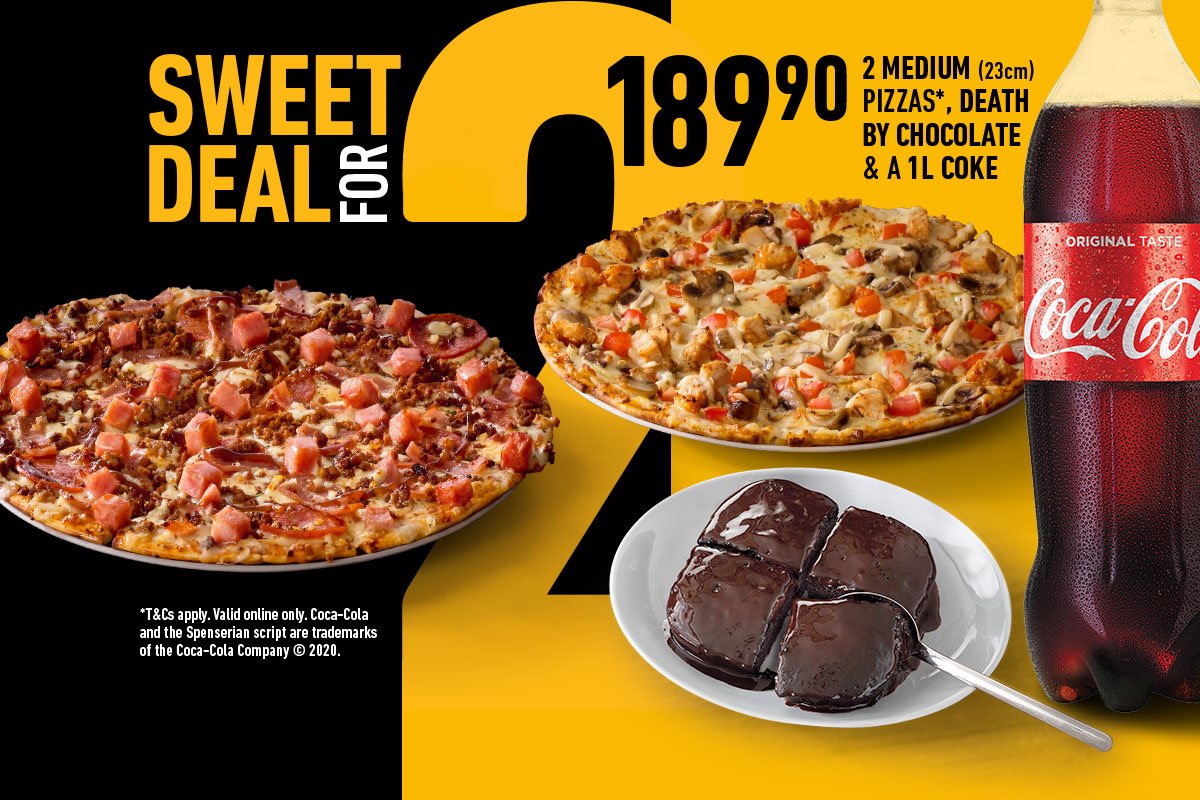 SWEET
DEAL FOR
2
18990
2 MEDIUM (23cm)
PIZZAS*, DEATH
BY CHOCOLATE
& A 1L COKE
ORIGINAL TASTE
Coca-Col
*T&Cs apply. Valid online only. Coca-Cola
and the Spenserian script are trademarks
of the Coca-Cola Company © 2020.